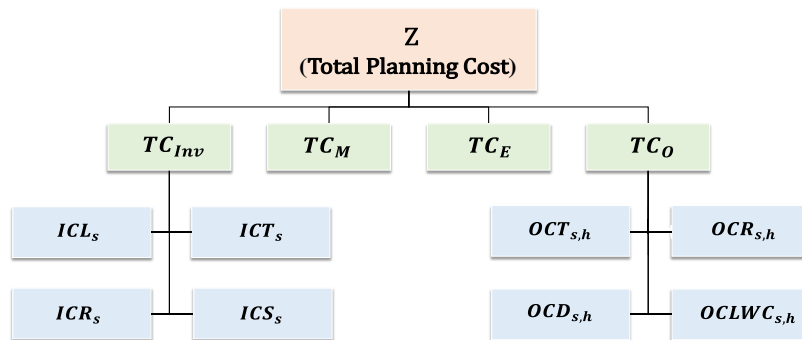 Z
(Total Planning Cost)
TC_Inv TC_M TC_E TC_O
ICL_s ICT_s OCT_s,h OCR_s,h
ICR_s ICS_s OCD_s,h OCLWC_s,h